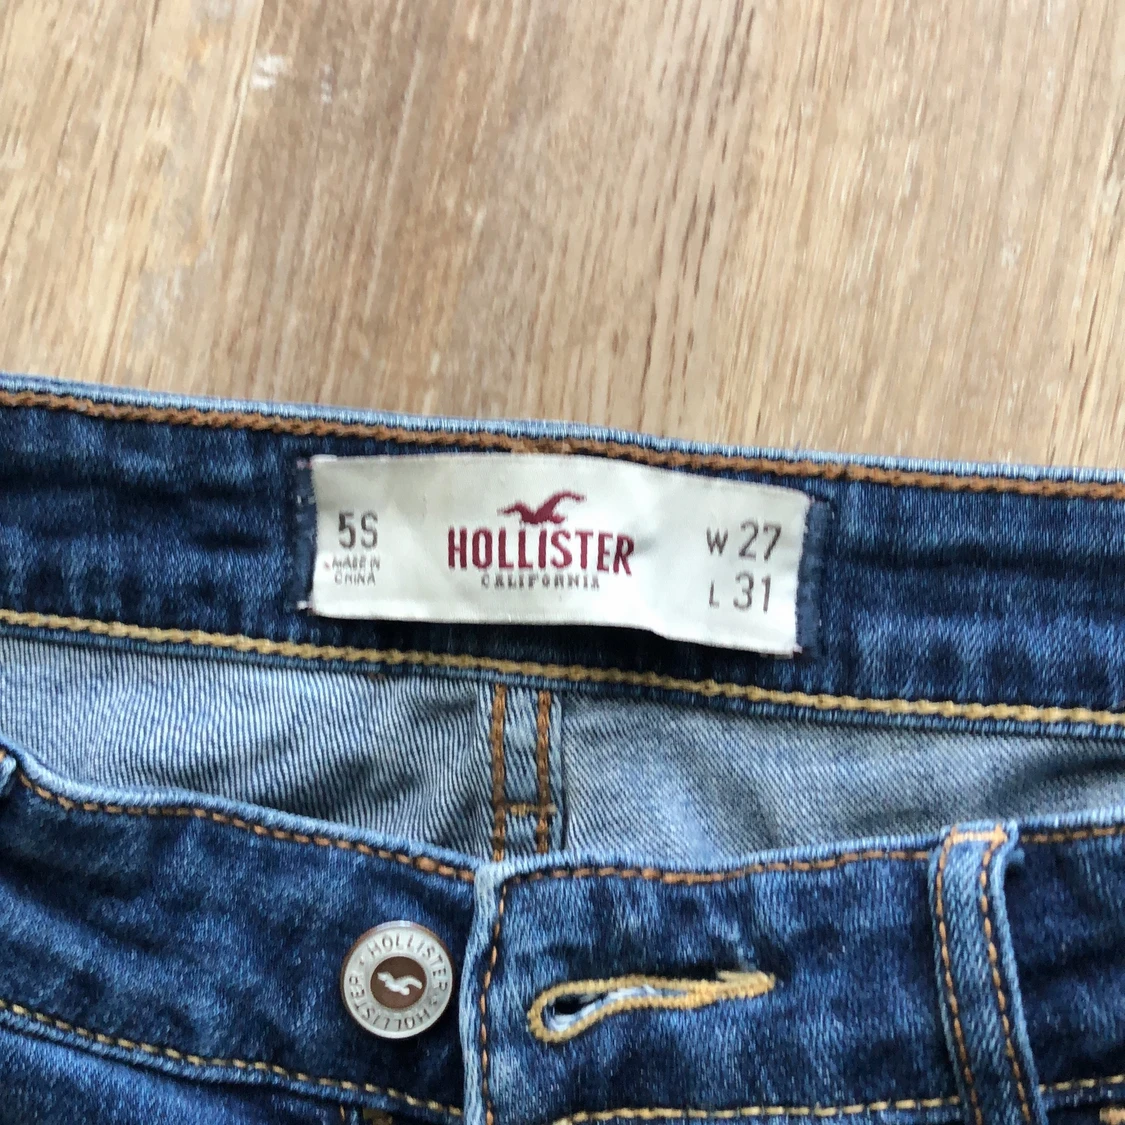 5S
MADE IN
CHINA
HOLLISTER
CALIFORNIA
W 27
L 31
HOLLISTER
HOLLISTER